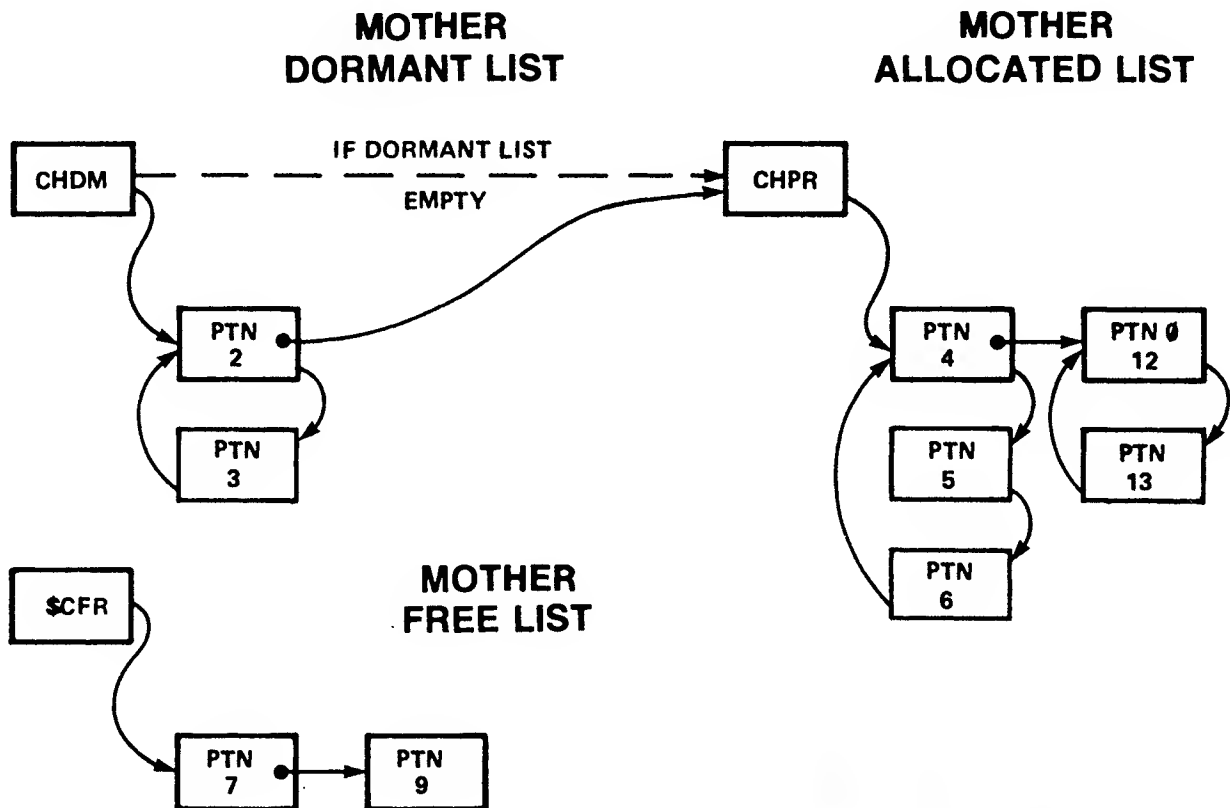 MOTHER
DORMANT LIST
MOTHER
ALLOCATED LIST
CHDM
IF DORMANT LIST
EMPTY
CHPR
PTN
2
PTN
3
PTN
4
PTN 0
12
PTN
5
PTN
13
PTN
6
$CFR
MOTHER
FREE LIST
PTN
7
PTN
9